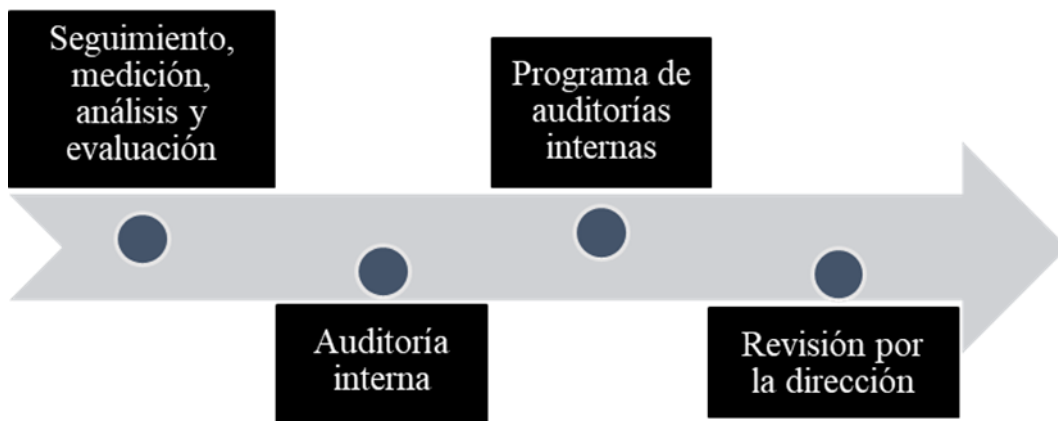 Seguimiento,
medición,
análisis y
evaluación
Auditoría
interna
Programa de
auditorías
internas
Revisión por
la dirección